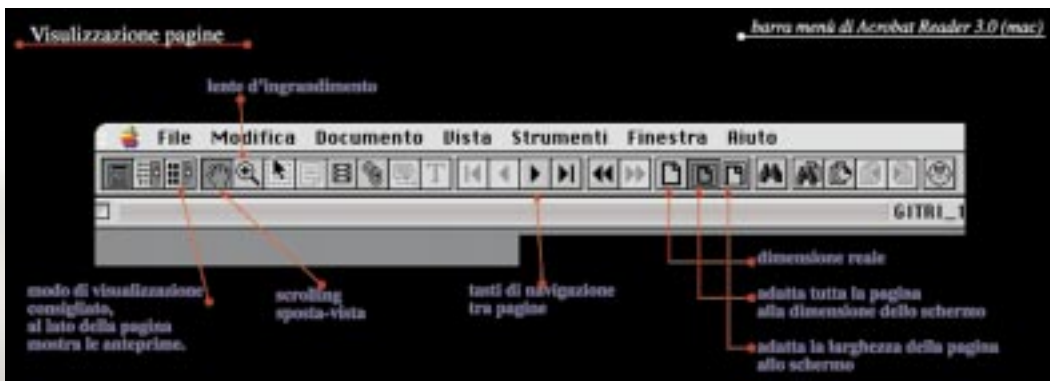 Visulizzazione pagine
barra menù di Acrobat Reader 3.0 (mac)
lente d'ingrandimento
File Modifica Documento Vista Strumenti Finestra Aiuto
GITRI_1
dimensione reale
modo di visualizzazione
consigliato,
al lato della pagina
mostra le anteprime.
scrolling
sposta-vista
tasti di navigazione
tra pagine
adatta tutta la pagina
alla dimensione dello schermo
adatta la larghezza della pagina
allo schermo